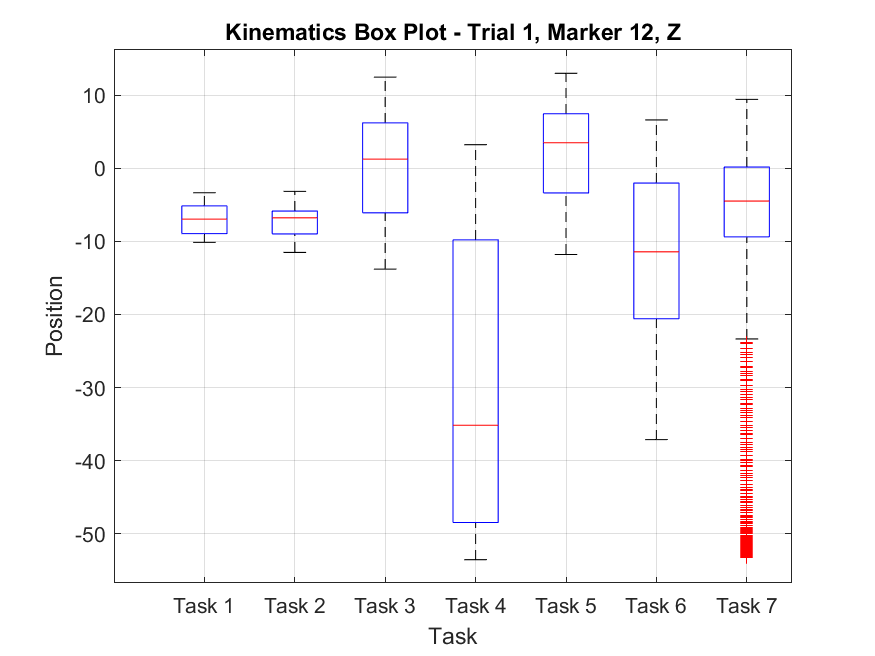 Kinematics Box Plot - Trial 1, Marker 12, Z
Position
10
0
-10
-20
-30
-40
-50
Task 1 Task 2 Task 3 Task 4 Task 5 Task 6 Task 7
Task